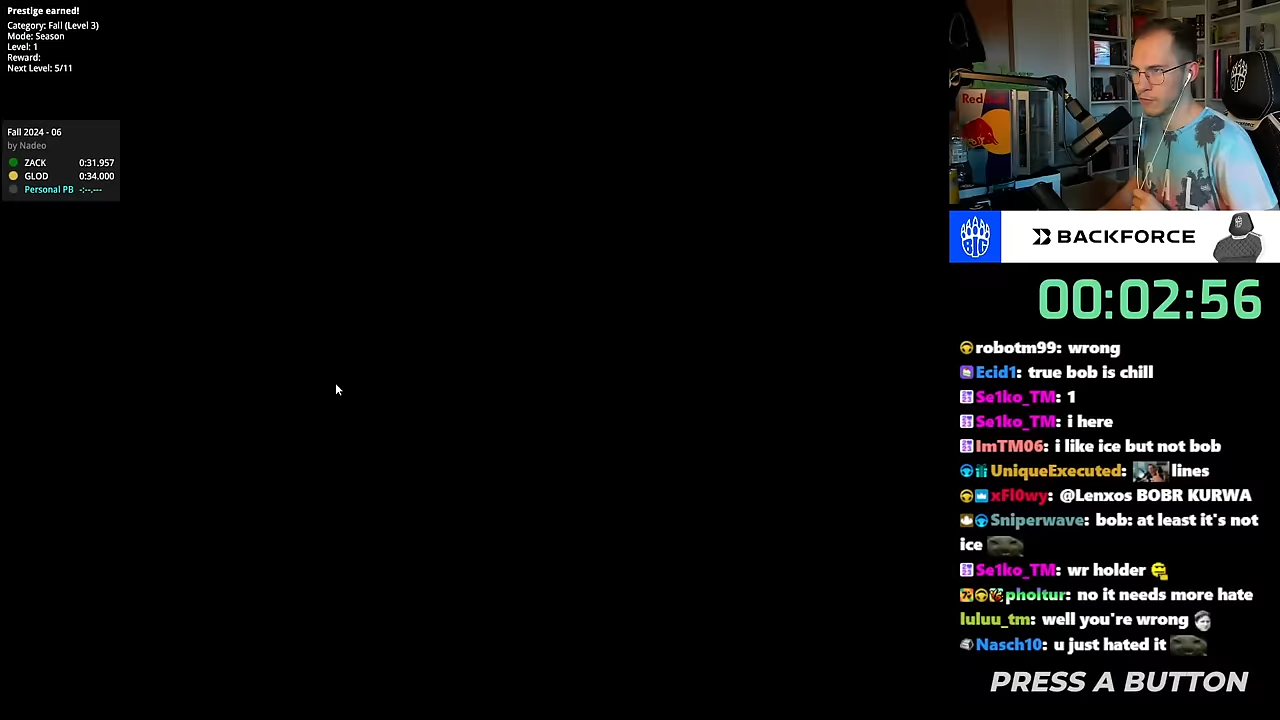 Prestige earned!
Category: Fall (Level 3)
Mode: Season
Level: 1
Reward:
Next Level: 5/11
Fall 2024 - 06
by Nadeo
ZACK 0:31.957
GLOD 0:34.000
Personal PB -:--.---
BIG
BACKFORCE
00:02:56
robotm99: wrong
Ecid1: true bob is chill
Se1ko_TM: 1
Se1ko_TM: i here
ImTM06: i like ice but not bob
UniqueExecuted: lines
xFl0wy: @Lenxos BOBR KURWA
Sniperwave: bob: at least it's not
ice
Se1ko_TM: wr holder
pholtur: no it needs more hate
luluu_tm: well you're wrong
Nasch10: u just hated it
PRESS A BUTTON